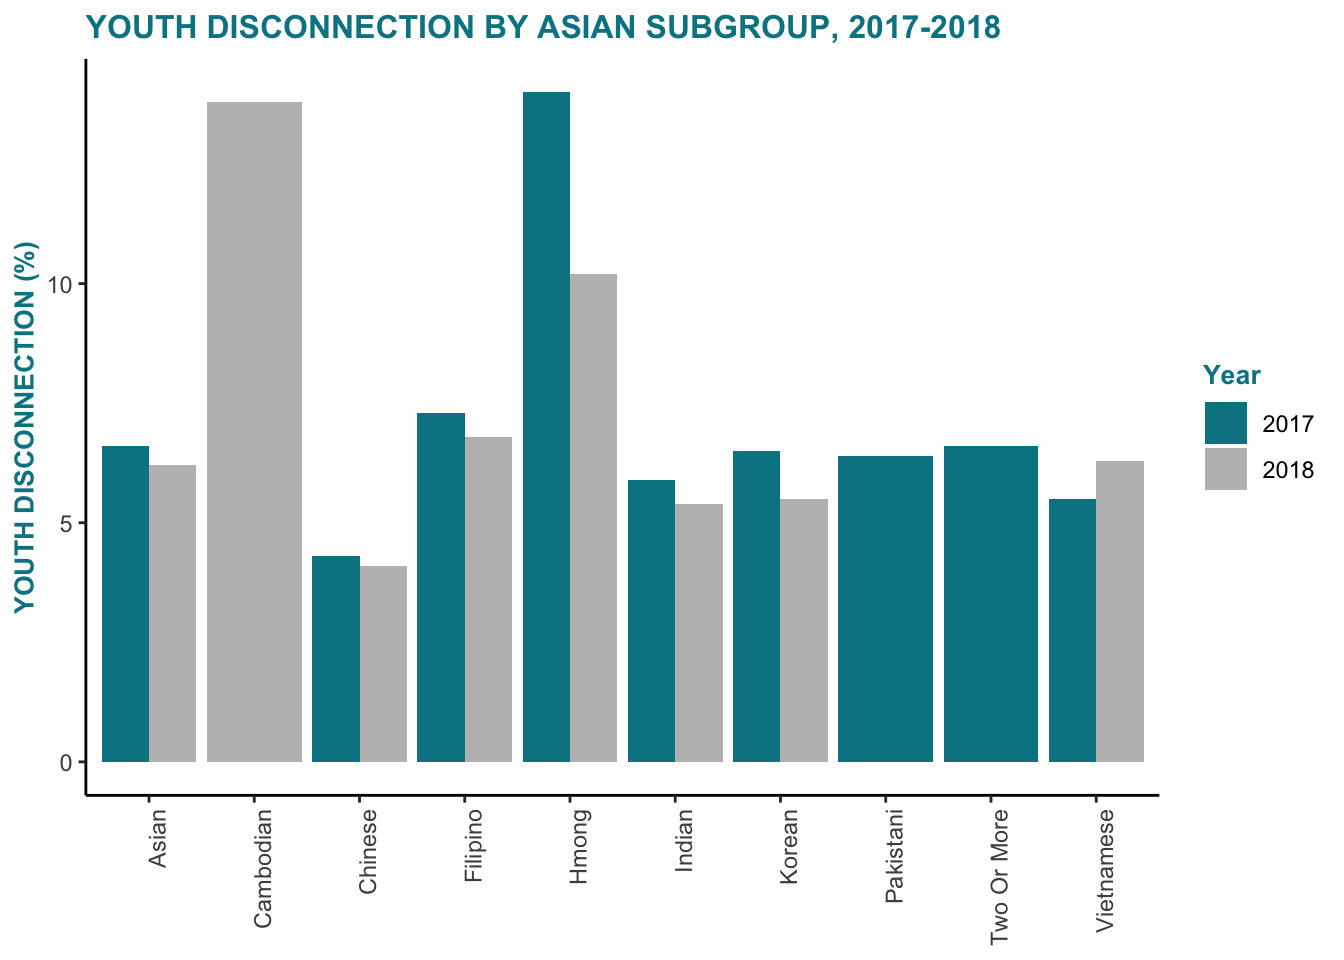 YOUTH DISCONNECTION BY ASIAN SUBGROUP, 2017-2018
YOUTH DISCONNECTION (%)
10
5
0
Asian
Cambodian
Chinese
Filipino
Hmong
Indian
Korean
Pakistani
Two Or More
Vietnamese
Year
2017
2018